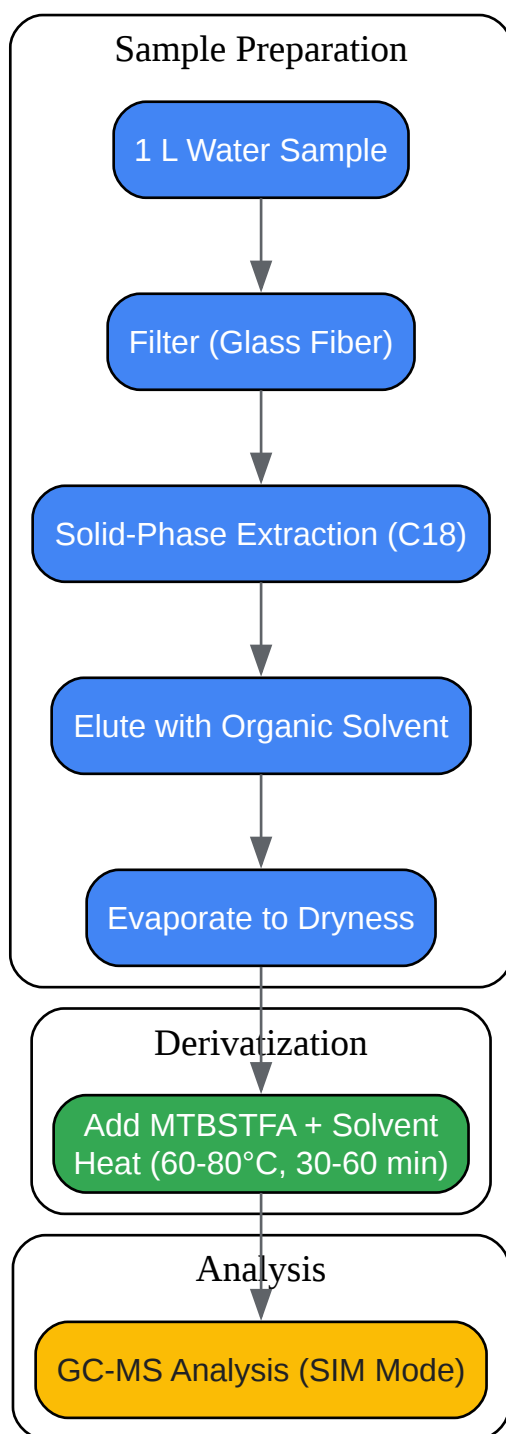 Sample Preparation
1 L Water Sample
Filter (Glass Fiber)
Solid-Phase Extraction (C18)
Elute with Organic Solvent
Evaporate to Dryness
Derivatization
Add MTBSTFA + Solvent
Heat (60-80°C, 30-60 min)
Analysis
GC-MS Analysis (SIM Mode)